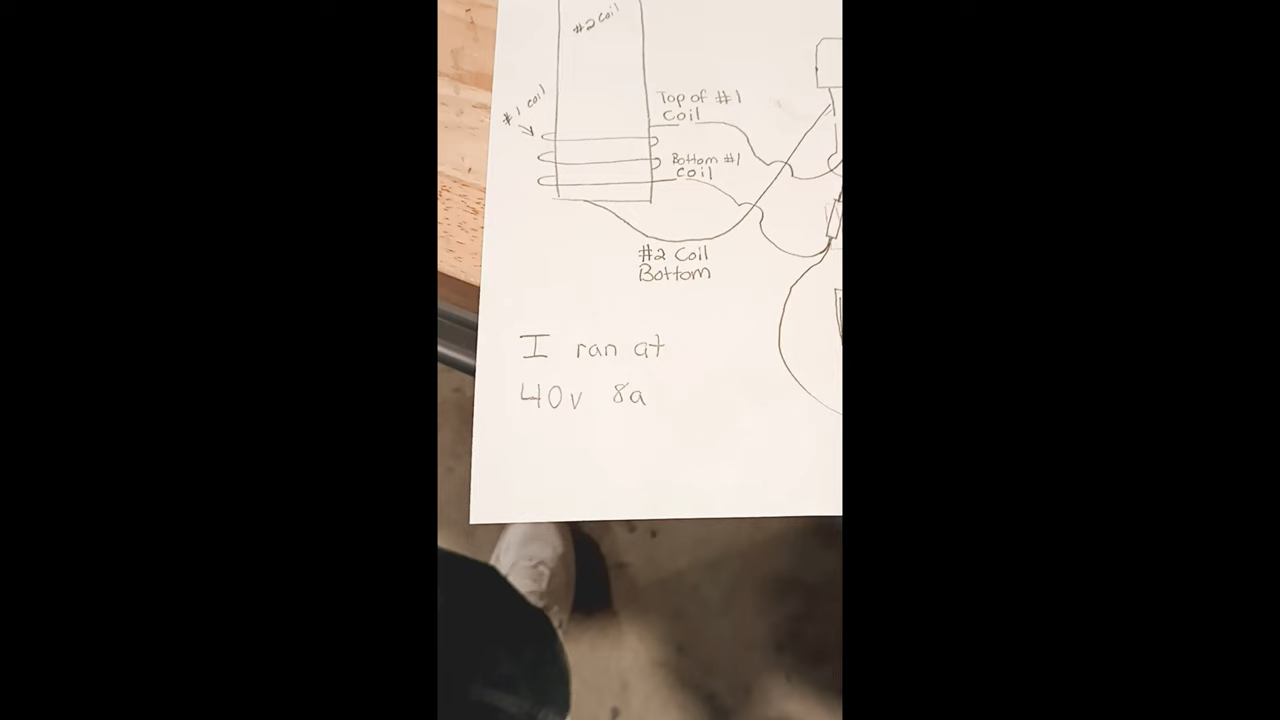 #2 coil
#1 coil
Top of #1
Coil
Bottom #1
Coil
#2 Coil
Bottom
I ran at
40v 8a